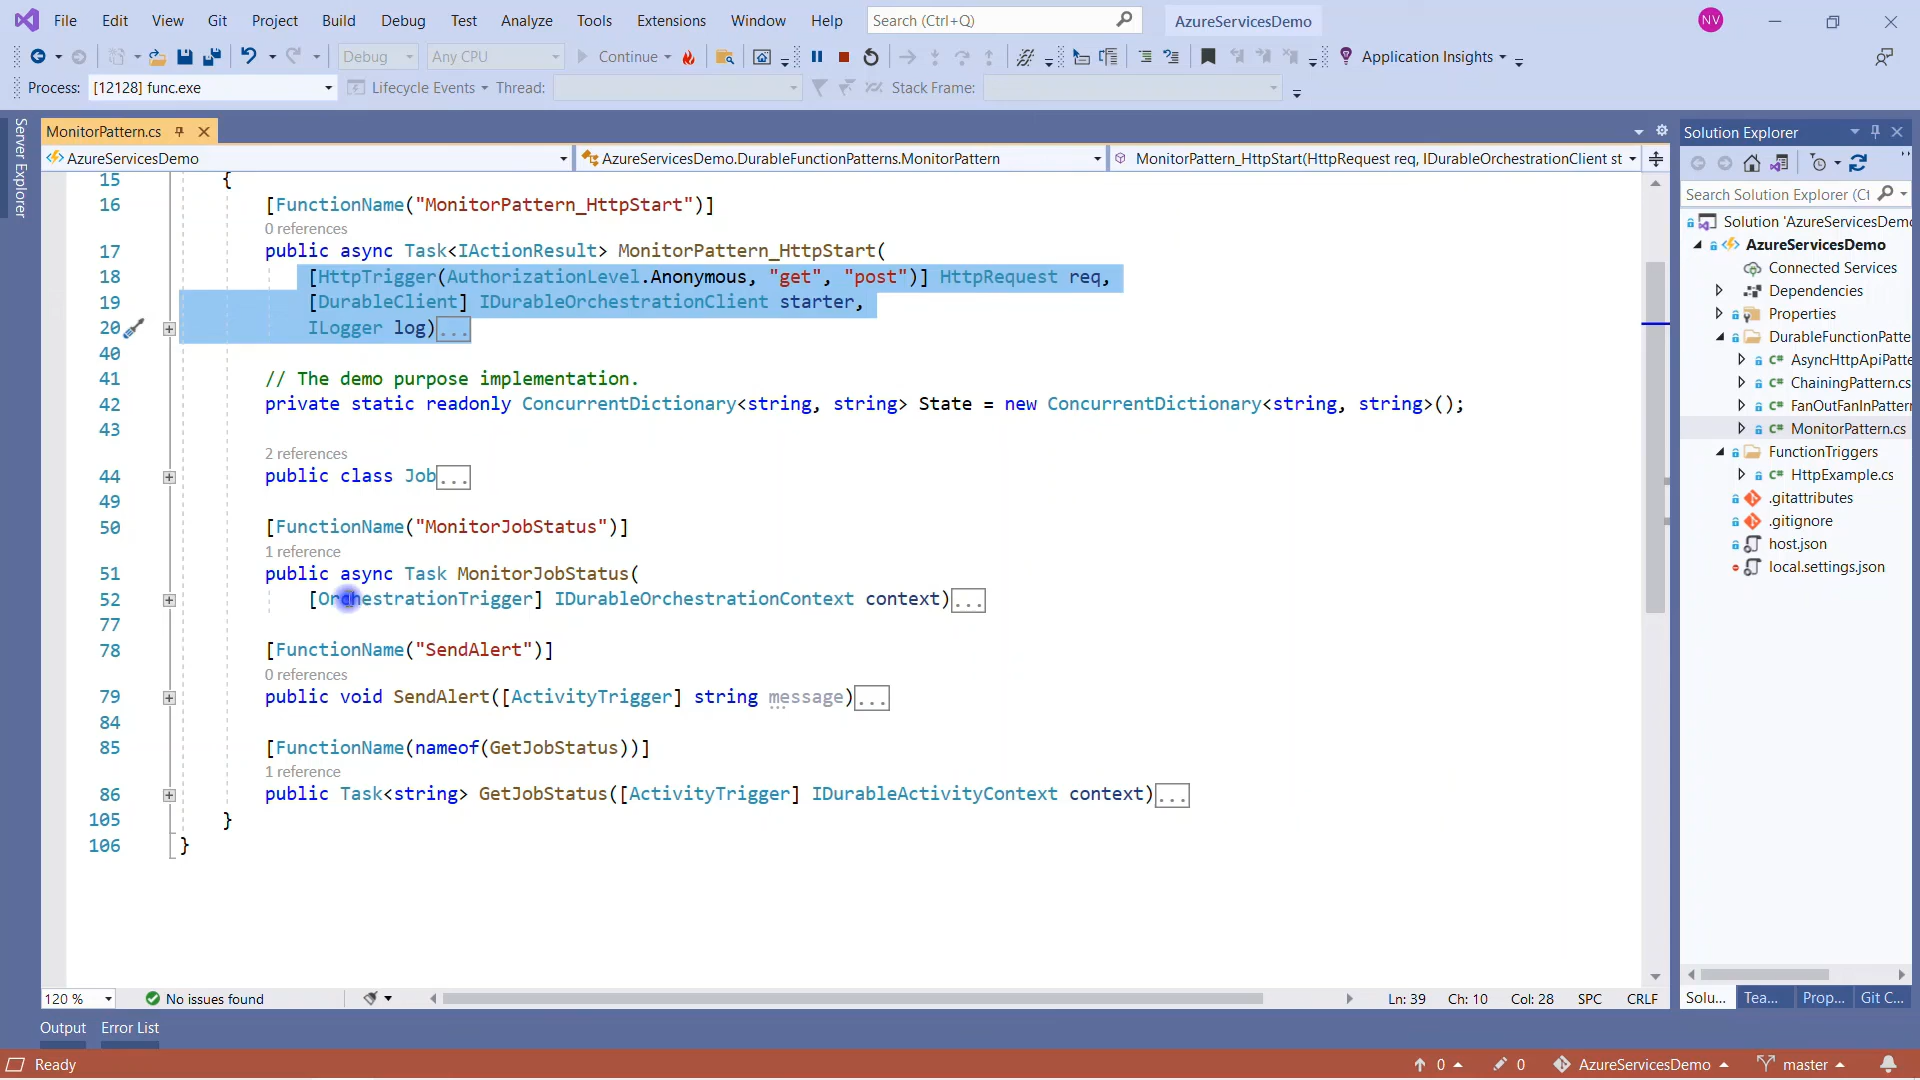 File Edit View Git Project Build Debug Test Analyze Tools Extensions Window Help Search (Ctrl+Q) AzureServicesDemo NV
Debug Any CPU Continue Application Insights
Process: [12128] func.exe Lifecycle Events Thread: Stack Frame:
Server Explorer
MonitorPattern.cs
AzureServicesDemo AzureServicesDemo.DurableFunctionPatterns.MonitorPattern MonitorPattern_HttpStart(HttpRequest req, IDurableOrchestrationClient st
15 {
16 [FunctionName("MonitorPattern_HttpStart")]
0 references
17 public async Task<IActionResult> MonitorPattern_HttpStart(
18 [HttpTrigger(AuthorizationLevel.Anonymous, "get", "post")] HttpRequest req,
19 [DurableClient] IDurableOrchestrationClient starter,
20 ILogger log)...
40
41 // The demo purpose implementation.
42 private static readonly ConcurrentDictionary<string, string> State = new ConcurrentDictionary<string, string>();
43
2 references
44 public class Job...
49
50 [FunctionName("MonitorJobStatus")]
1 reference
51 public async Task MonitorJobStatus(
52 [OrchestrationTrigger] IDurableOrchestrationContext context)...
77
78 [FunctionName("SendAlert")]
0 references
79 public void SendAlert([ActivityTrigger] string message)...
84
85 [FunctionName(nameof(GetJobStatus))]
1 reference
86 public Task<string> GetJobStatus([ActivityTrigger] IDurableActivityContext context)...
105 }
106 }
120 % No issues found Ln: 39 Ch: 10 Col: 28 SPC CRLF
Solution Explorer
Search Solution Explorer (Ct
Solution 'AzureServicesDemo
AzureServicesDemo
Connected Services
Dependencies
Properties
DurableFunctionPatte
AsyncHttpApiPatte
ChainingPattern.cs
FanOutFanInPattern
MonitorPattern.cs
FunctionTriggers
HttpExample.cs
.gitattributes
.gitignore
host.json
local.settings.json
Solu... Tea... Prop... Git C...
Output Error List
Ready 0 0 AzureServicesDemo master